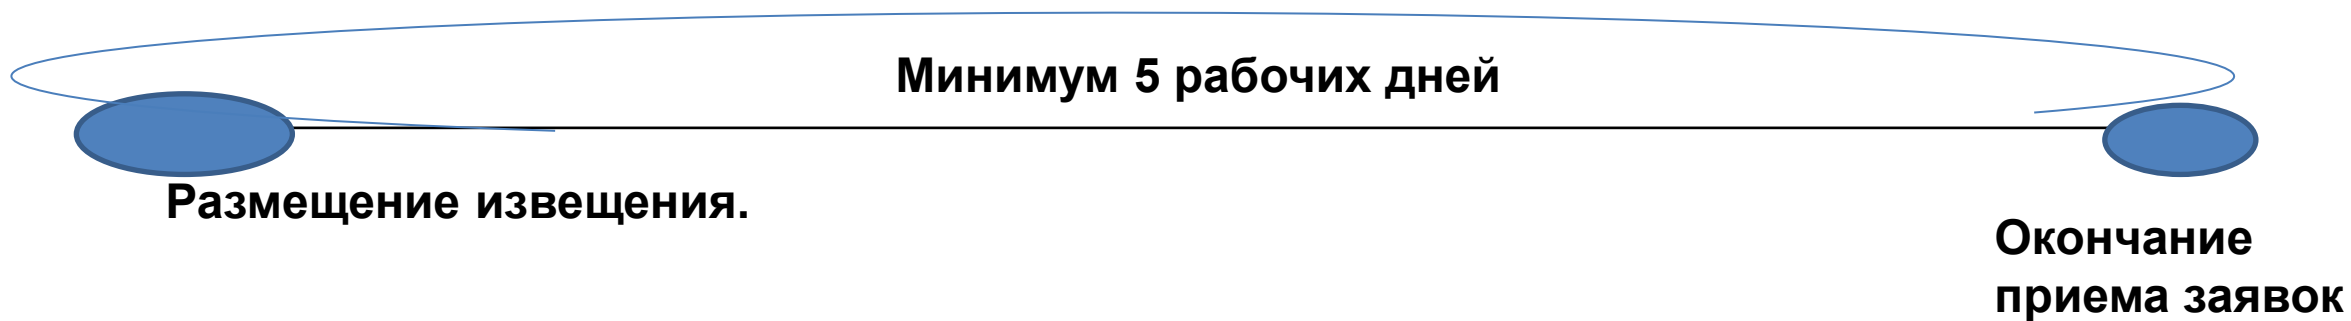 Минимум 5 рабочих дней
Размещение извещения.
Окончание
приема заявок